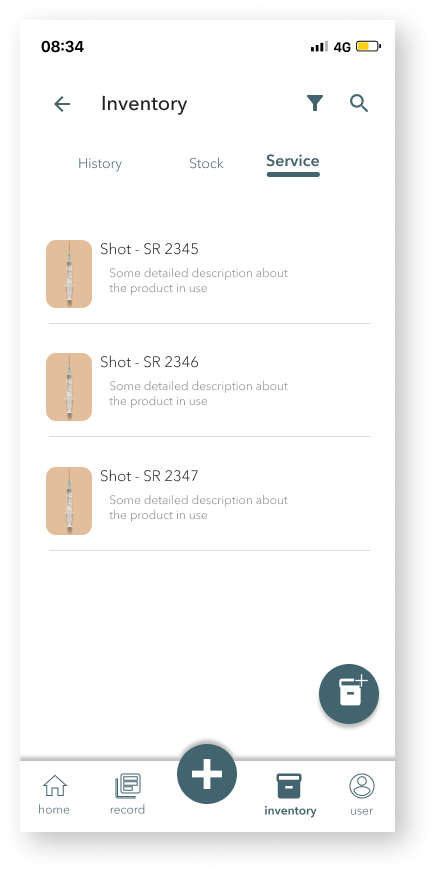 08:34 4G
Inventory
History Stock Service
Shot - SR 2345
Some detailed description about
the product in use
Shot - SR 2346
Some detailed description about
the product in use
Shot - SR 2347
Some detailed description about
the product in use
home record inventory user